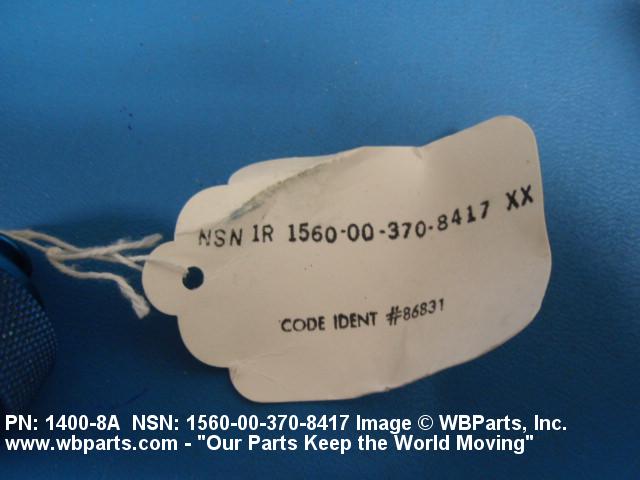 NSN 1R 1560-00-370-8417 XX
CODE IDENT #86831
PN: 1400-8A NSN: 1560-00-370-8417 Image © WBParts, Inc.
www.wbparts.com - "Our Parts Keep the World Moving"